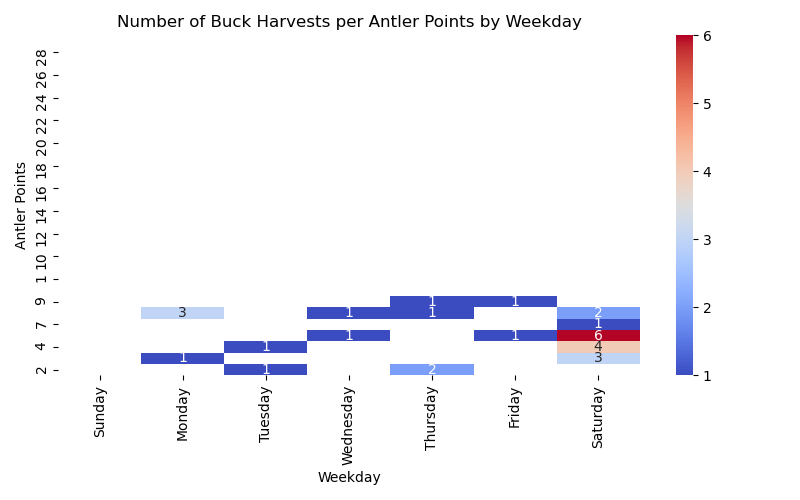 Number of Buck Harvests per Antler Points by Weekday
6
28
26
5
24
22
20
4
18
16
14
3
12
10
1
9
1 1
3 1 1 2
2
7
1
1 1 6
4
1 4
1 3
2
1 2
1
Antler Points
Sunday
Monday
Tuesday
Wednesday
Thursday
Friday
Saturday
Weekday